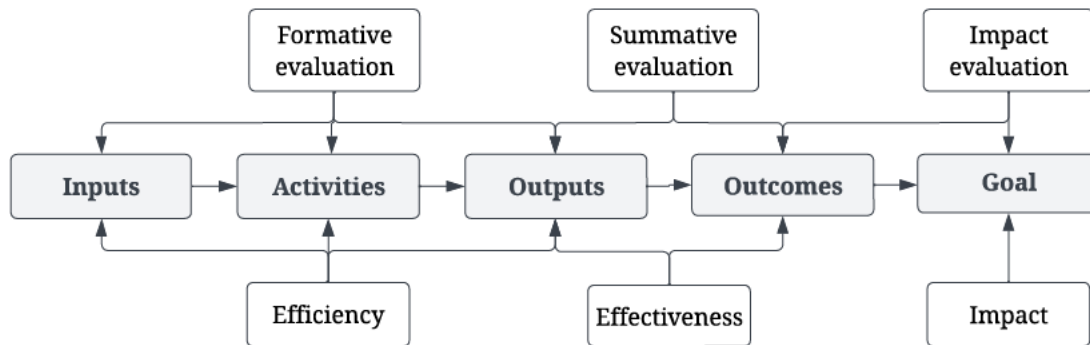 Formative
evaluation
Summative
evaluation
Impact
evaluation
Inputs
Activities
Outputs
Outcomes
Goal
Efficiency
Effectiveness
Impact